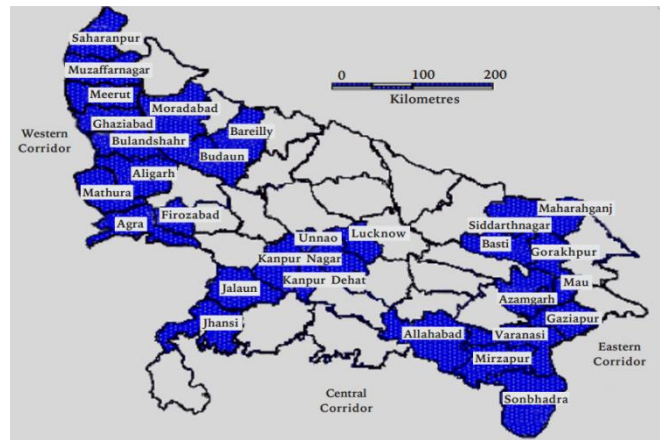 Saharanpur
Muzaffarnagar
0 100 200
Kilometres
Meerut
Moradabad
Ghaziabad
Bareilly
Western
Corridor
Bulandshahr
Budaun
Aligarh
Mathura
Maharahganj
Firozabad
Siddarthnagar
Agra
Lucknow
Unnao
Basti
Gorakhpur
Kanpur Nagar
Mau
Kanpur Dehat
Jalaun
Azamgarh
Gaziapur
Jhansi
Allahabad
Varanasi
Eastern
Corridor
Mirzapur
Central
Corridor
Sonbhadra